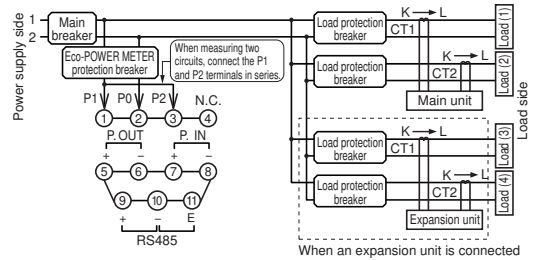 Power supply side
1
2
Main
breaker
Eco-POWER METER
protection breaker
When measuring two
circuits, connect the P1
and P2 terminals in series.
P1 P0 P2 N.C.
1 2 3 4
P. OUT P. IN
+ − + −
5 6 7 8
9 10 11
+ − E
RS485
Load protection
breaker
K → L
CT1
Load (1)
Load protection
breaker
K → L
CT2
Load (2)
Main unit
Load side
Load protection
breaker
K → L
CT1
Load (3)
Load protection
breaker
K → L
CT2
Load (4)
Expansion unit
When an expansion unit is connected